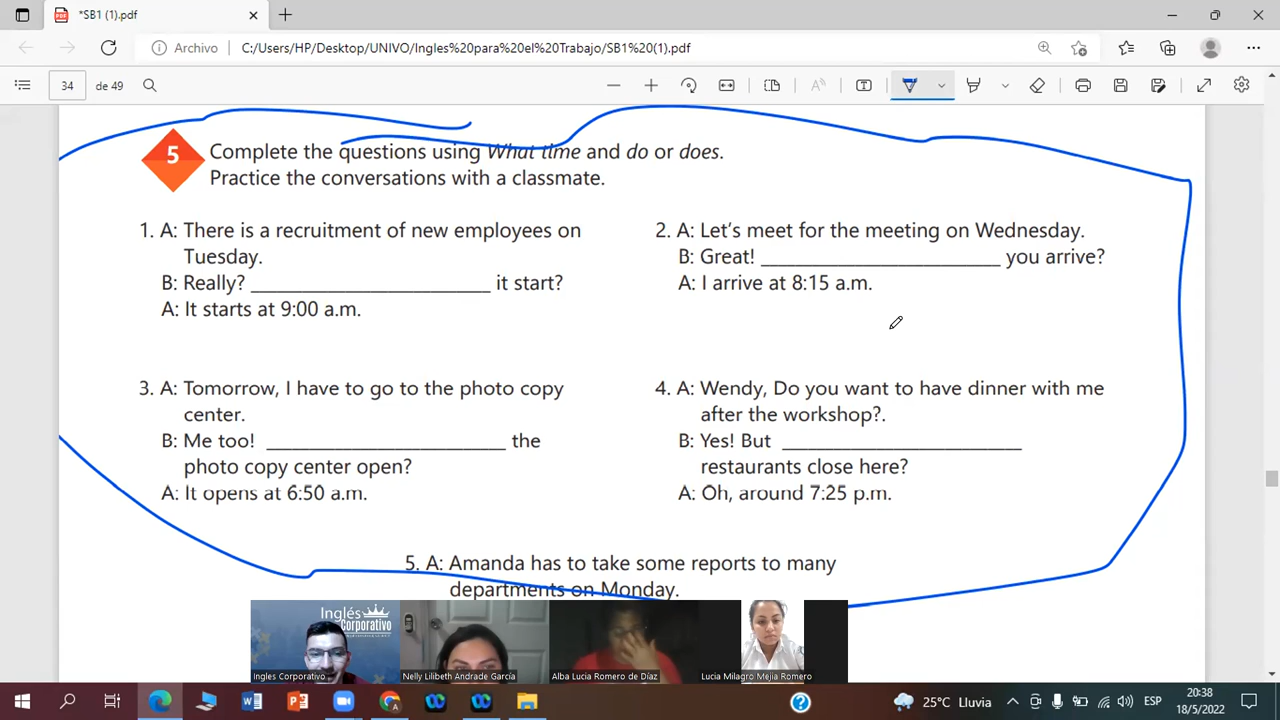 *SB1 (1).pdf
Archivo
C:/Users/HP/Desktop/UNIVO/Ingles%20para%20el%20Trabajo/SB1%20(1).pdf
34 de 49
5
Complete the questions using What time and do or does.
Practice the conversations with a classmate.
1. A: There is a recruitment of new employees on
Tuesday.
B: Really? ________________________ it start?
A: It starts at 9:00 a.m.
2. A: Let's meet for the meeting on Wednesday.
B: Great! ________________________ you arrive?
A: I arrive at 8:15 a.m.
3. A: Tomorrow, I have to go to the photo copy
center.
B: Me too! ________________________ the
photo copy center open?
A: It opens at 6:50 a.m.
4. A: Wendy, Do you want to have dinner with me
after the workshop?.
B: Yes! But ________________________
restaurants close here?
A: Oh, around 7:25 p.m.
5. A: Amanda has to take some reports to many
departments on Monday.
Inglés
Corporativo
Ingles Corporativo
Nelly Lilibeth Andrade García
Alba Lucia Romero de Díaz
Lucia Milagro Mejia Romero
25°C Lluvia
ESP
20:38
18/5/2022